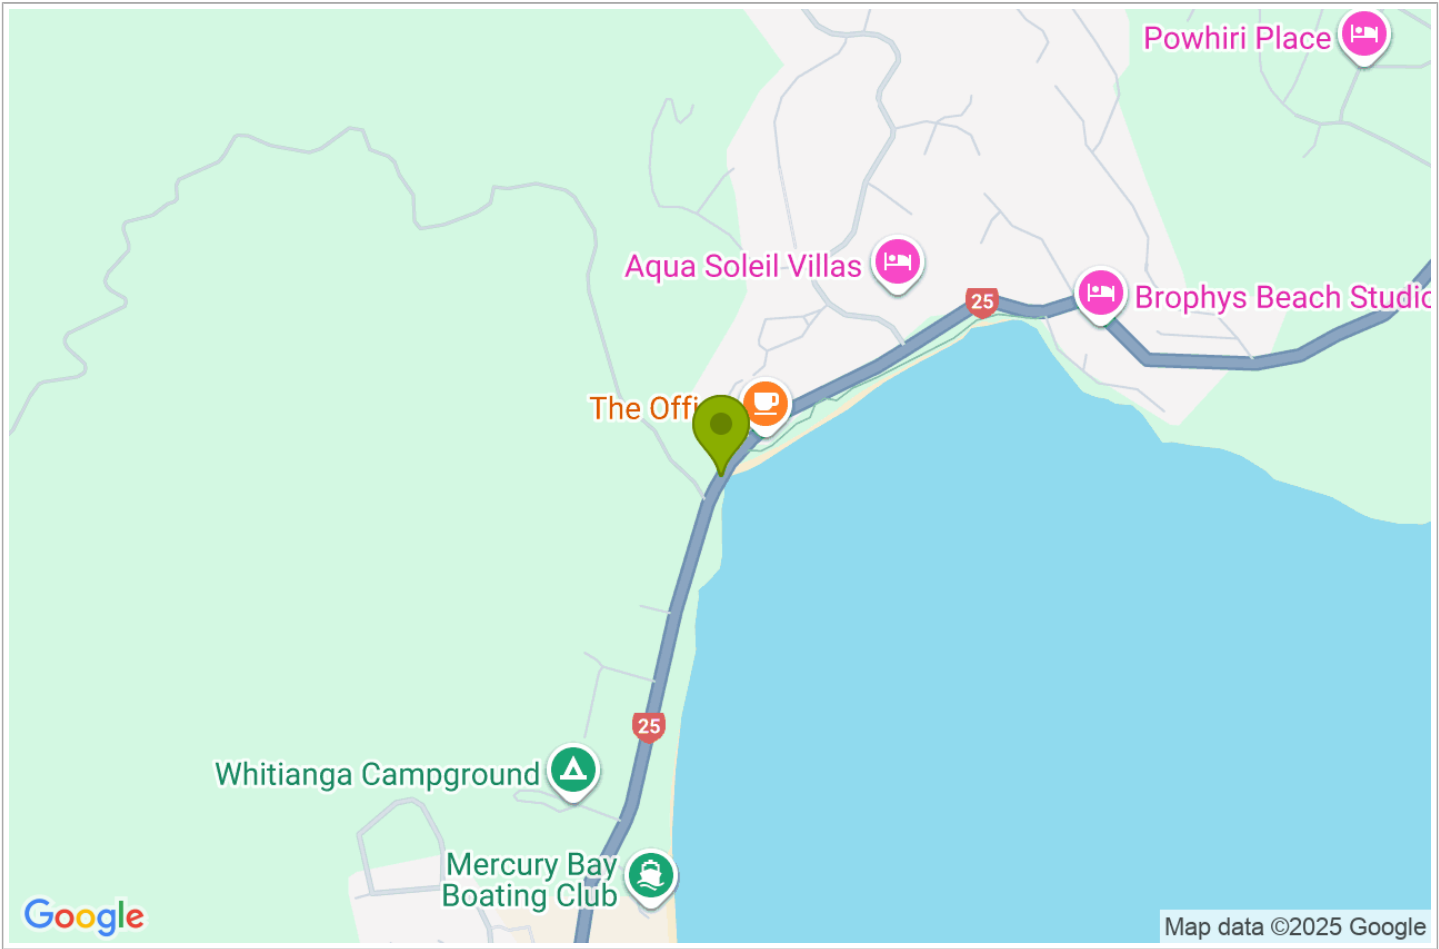 Powhiri Place
Aqua Soleil Villas
25
Brophys Beach Studio
The Offi
25
Whitianga Campground
Mercury Bay
Boating Club
Google
Map data ©2025 Google